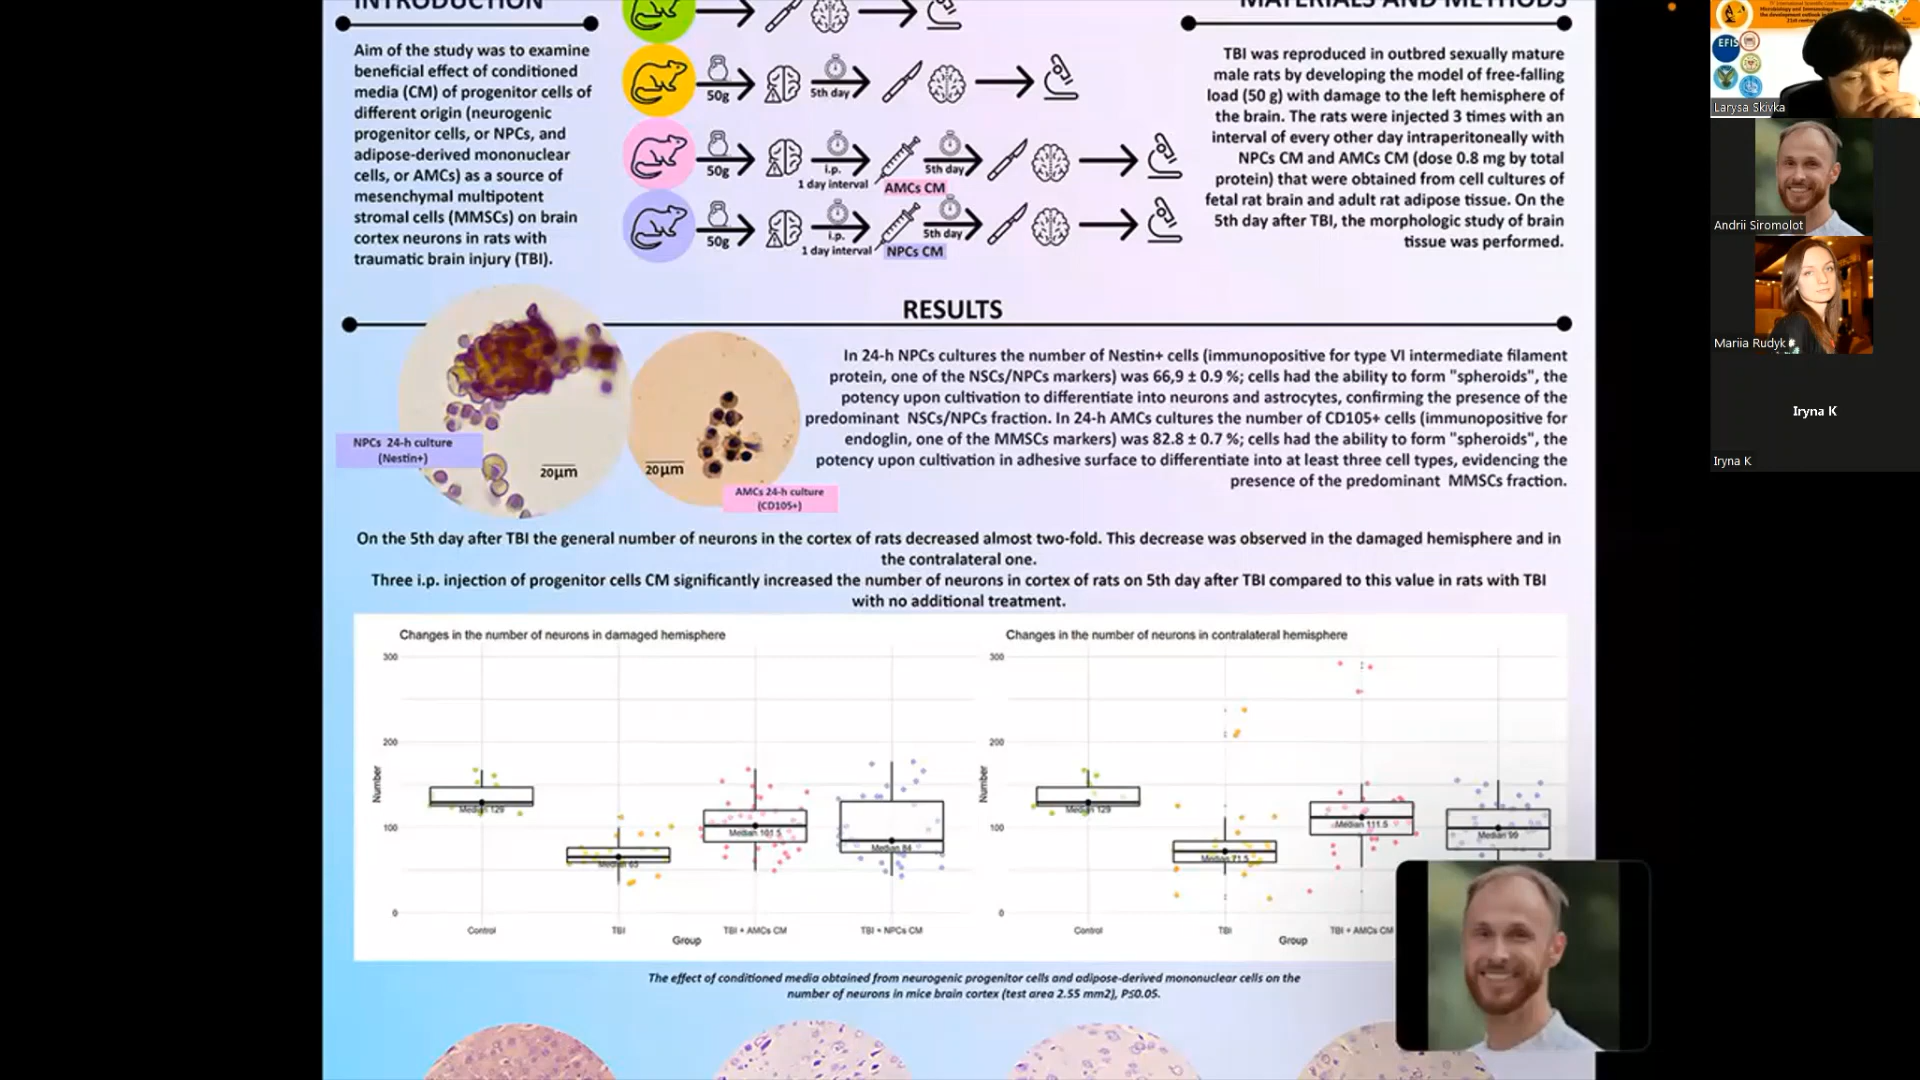 INTRODUCTION
Aim of the study was to examine
beneficial effect of conditioned
media (CM) of progenitor cells of
different origin (neurogenic
progenitor cells, or NPCs, and
adipose-derived mononuclear
cells, or AMCs) as a source of
mesenchymal multipotent
stromal cells (MMSCs) on brain
cortex neurons in rats with
traumatic brain injury (TBI).
50g
5th day
50g
i.p.
1 day interval
AMCs CM
5th day
50g
i.p.
1 day interval
NPCs CM
5th day
MATERIALS AND METHODS
TBI was reproduced in outbred sexually mature
male rats by developing the model of free-falling
load (50 g) with damage to the left hemisphere of
the brain. The rats were injected 3 times with an
interval of every other day intraperitoneally with
NPCs CM and AMCs CM (dose 0.8 mg by total
protein) that were obtained from cell cultures of
fetal rat brain and adult rat adipose tissue. On the
5th day after TBI, the morphologic study of brain
tissue was performed.
RESULTS
NPCs 24-h culture
(Nestin+)
20μm
20μm
AMCs 24-h culture
(CD105+)
In 24-h NPCs cultures the number of Nestin+ cells (immunopositive for type VI intermediate filament
protein, one of the NSCs/NPCs markers) was 66,9 ± 0.9 %; cells had the ability to form "spheroids", the
potency upon cultivation to differentiate into neurons and astrocytes, confirming the presence of the
predominant NSCs/NPCs fraction. In 24-h AMCs cultures the number of CD105+ cells (immunopositive for
endoglin, one of the MMSCs markers) was 82.8 ± 0.7 %; cells had the ability to form "spheroids", the
potency upon cultivation in adhesive surface to differentiate into at least three cell types, evidencing the
presence of the predominant MMSCs fraction.
On the 5th day after TBI the general number of neurons in the cortex of rats decreased almost two-fold. This decrease was observed in the damaged hemisphere and in
the contralateral one.
Three i.p. injection of progenitor cells CM significantly increased the number of neurons in cortex of rats on 5th day after TBI compared to this value in rats with TBI
with no additional treatment.
Changes in the number of neurons in damaged hemisphere
300
200
100
0
Number
Median 129
Median 65
Median 101.5
Median 84
Control
TBI
TBI + AMCs CM
TBI + NPCs CM
Group
Changes in the number of neurons in contralateral hemisphere
300
200
100
0
Number
Median 129
Median 71.5
Median 111.5
Median 99
Control
TBI
TBI + AMCs CM
Group
The effect of conditioned media obtained from neurogenic progenitor cells and adipose-derived mononuclear cells on the
number of neurons in mice brain cortex (test area 2.55 mm2), P≤0.05.
EFIS
Larysa Skivka
Andrii Siromolot
Mariia Rudyk
Iryna K
Iryna K